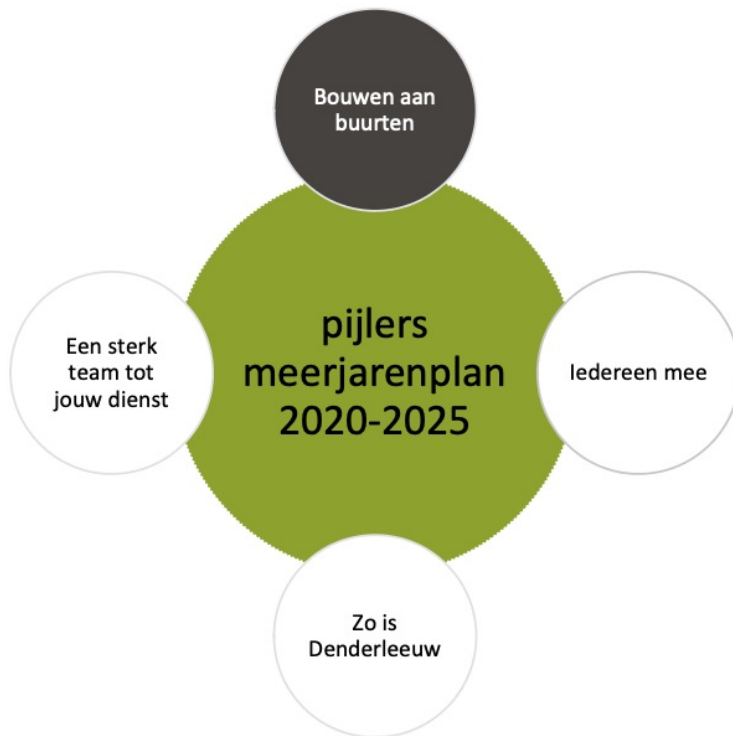 Bouwen aan
buurten
Een sterk
team tot
jouw dienst
pijlers
meerjarenplan
2020-2025
Iedereen mee
Zo is
Denderleeuw